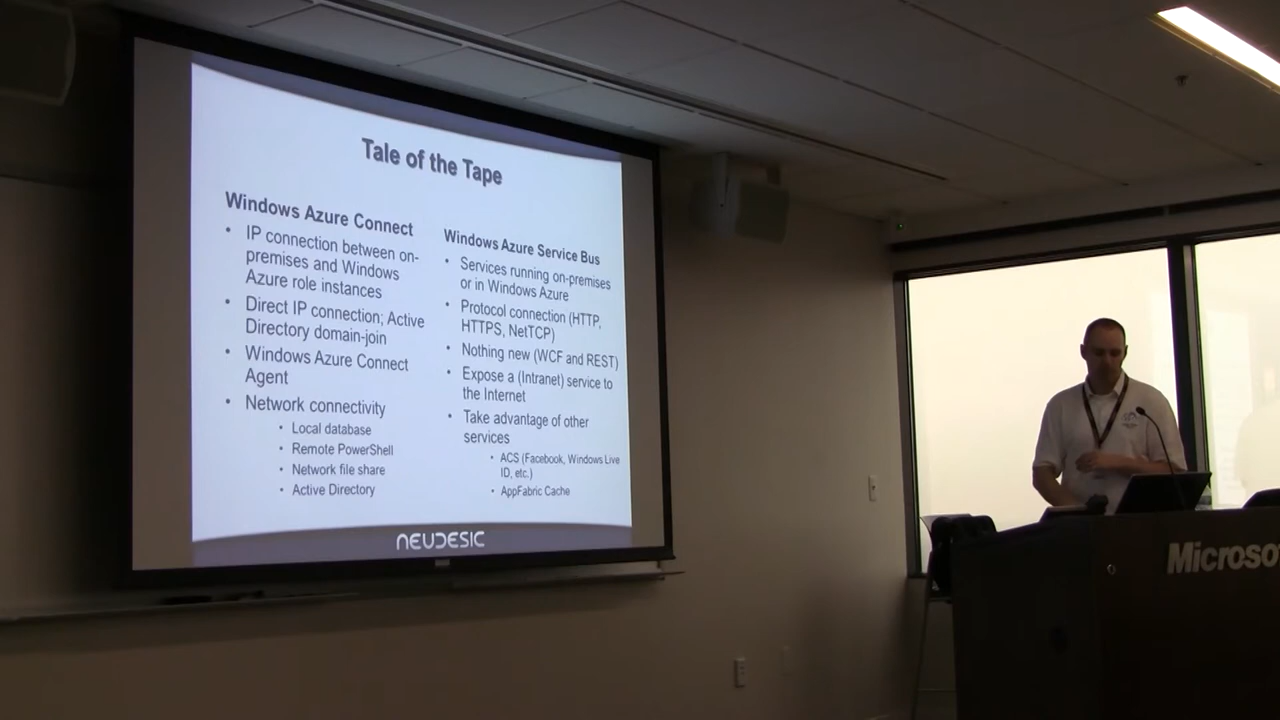 Tale of the Tape
Windows Azure Connect
• IP connection between on-
premises and Windows
Azure role instances
• Direct IP connection; Active
Directory domain-join
• Windows Azure Connect
Agent
• Network connectivity
• Local database
• Remote PowerShell
• Network file share
• Active Directory
Windows Azure Service Bus
• Services running on-premises
or in Windows Azure
• Protocol connection (HTTP,
HTTPS, NetTCP)
• Nothing new (WCF and REST)
• Expose a (Intranet) service to
the Internet
• Take advantage of other
services
• ACS (Facebook, Windows Live
ID, etc.)
• AppFabric Cache
NEUDESIC
Microso